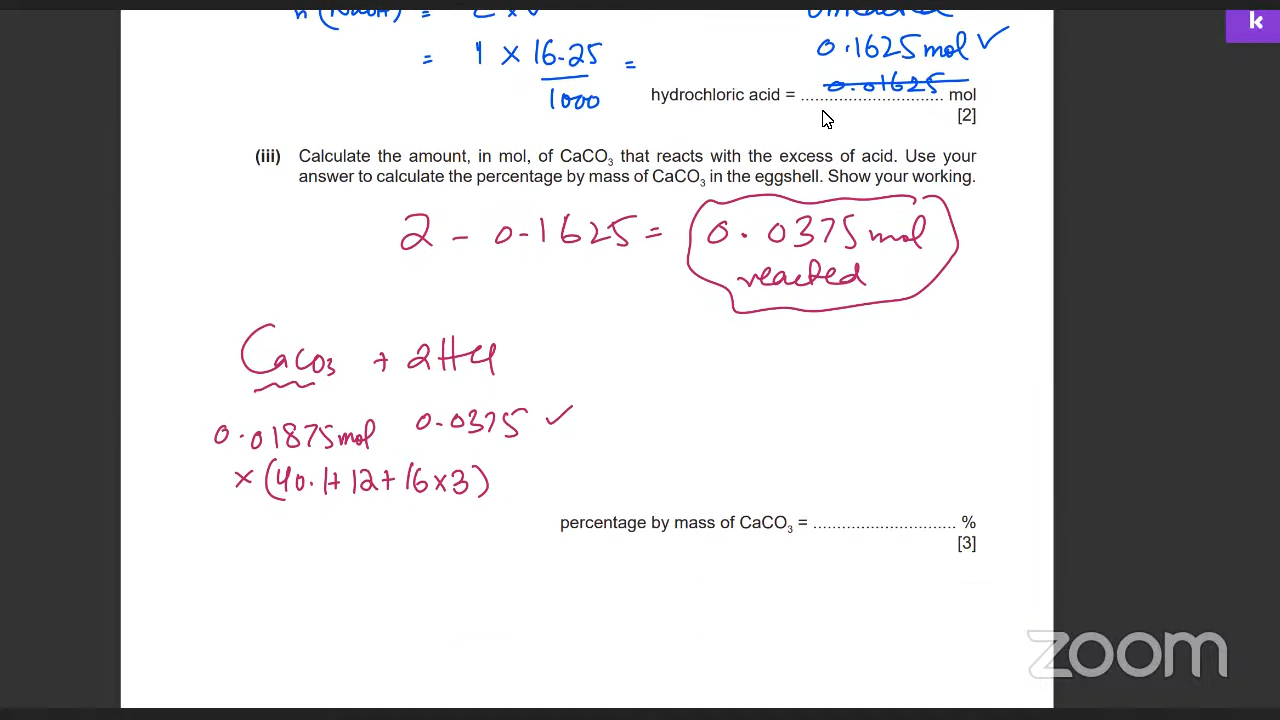 k
= 1 × 16.25 / 1000 =
unreacted
0.1625 mol ✓
0.01625
hydrochloric acid = .............................. mol
[2]
(iii) Calculate the amount, in mol, of CaCO₃ that reacts with the excess of acid. Use your
answer to calculate the percentage by mass of CaCO₃ in the eggshell. Show your working.
2 - 0.1625 = 0.0375 mol
reacted
CaCO₃ + 2HCl
0.01875 mol 0.0375 ✓
× (40.1 + 12 + 16 × 3)
percentage by mass of CaCO₃ = .............................. %
[3]
zoom